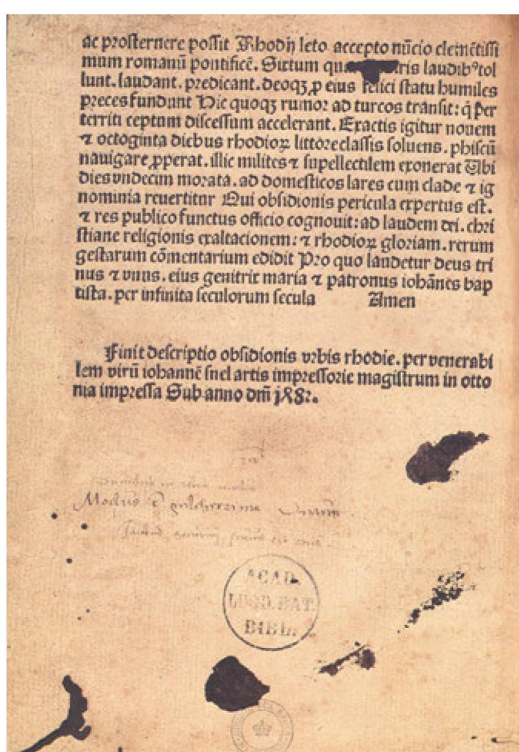 ac prosternere possit Rhodij leto accepto nūcio clemētissi
mum romanū pontificē. Sixtum qu ris laudibꝰ tol
lunt. laudant. predicant. deoqꝫ ꝓ eius felici statu humiles
preces fundunt Hic quoqꝫ rumor ad turcos transit: q̄ per
territi ceptum discessum accelerant. Exactis igitur nouem
⁊ octoginta diebus rhodioꝝ littore classis soluens. phiscū
nauigare ꝓperat. illic milites ⁊ supellectilem exonerat Ubi
dies vndecim morata. ad domesticos lares cum clade ⁊ ig
nominia reuertitur Qui obsidionis pericula expertus est.
⁊ res publico functus officio cognouit: ad laudem dei. chri
stiane religionis exaltacionem: ⁊ rhodioꝝ gloriam. rerum
gestarum cōmentarium edidit Pro quo laudetur deus tri
nus ⁊ vnus. eius genitrix maria ⁊ patronus iohānes bap
tista. per infinita seculorum secula Amen
Finit descriptio obsidionis vrbis rhodie. per venerabi
lem virū iohannē snel artis impressorie magistrum in otto
nia impressa Sub anno dn̄i 1482.
ACAD.
LUGD. BAT.
BIBL.